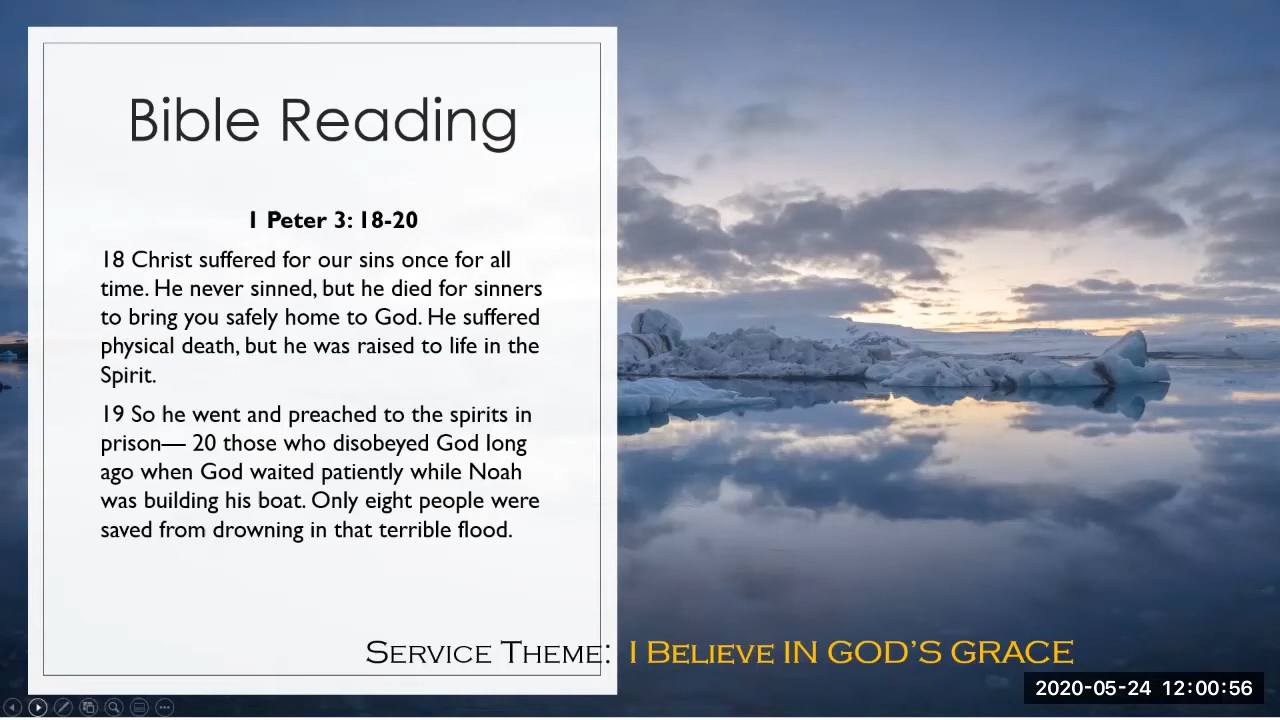 Bible Reading
1 Peter 3: 18-20
18 Christ suffered for our sins once for all
time. He never sinned, but he died for sinners
to bring you safely home to God. He suffered
physical death, but he was raised to life in the
Spirit.
19 So he went and preached to the spirits in
prison— 20 those who disobeyed God long
ago when God waited patiently while Noah
was building his boat. Only eight people were
saved from drowning in that terrible flood.
Service Theme: I Believe IN GOD'S GRACE
2020-05-24 12:00:56